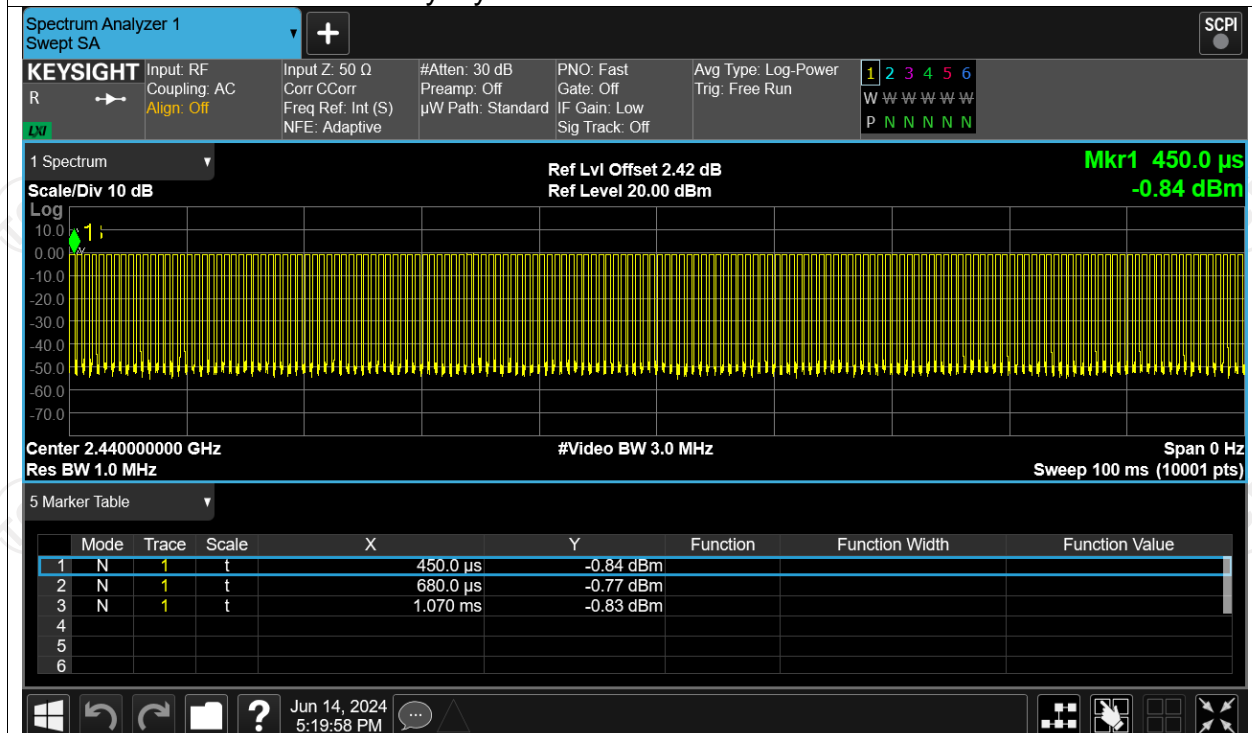 Spectrum Analyzer 1
Swept SA
+
SCPI
KEYSIGHT
R
LXI
Input: RF
Coupling: AC
Align: Off
Input Z: 50 Ω
Corr CCorr
Freq Ref: Int (S)
NFE: Adaptive
#Atten: 30 dB
Preamp: Off
µW Path: Standard
PNO: Fast
Gate: Off
IF Gain: Low
Sig Track: Off
Avg Type: Log-Power
Trig: Free Run
1 2 3 4 5 6
W W W W W W
P N N N N N
1 Spectrum
Scale/Div 10 dB
Ref Lvl Offset 2.42 dB
Ref Level 20.00 dBm
Mkr1 450.0 µs
-0.84 dBm
Log
10.0
0.00
-10.0
-20.0
-30.0
-40.0
-50.0
-60.0
-70.0
1
Center 2.440000000 GHz
Res BW 1.0 MHz
#Video BW 3.0 MHz
Span 0 Hz
Sweep 100 ms (10001 pts)
5 Marker Table
Mode Trace Scale X Y Function Function Width Function Value
1 N 1 t 450.0 µs -0.84 dBm
2 N 1 t 680.0 µs -0.77 dBm
3 N 1 t 1.070 ms -0.83 dBm
4
5
6
?
Jun 14, 2024
5:19:58 PM